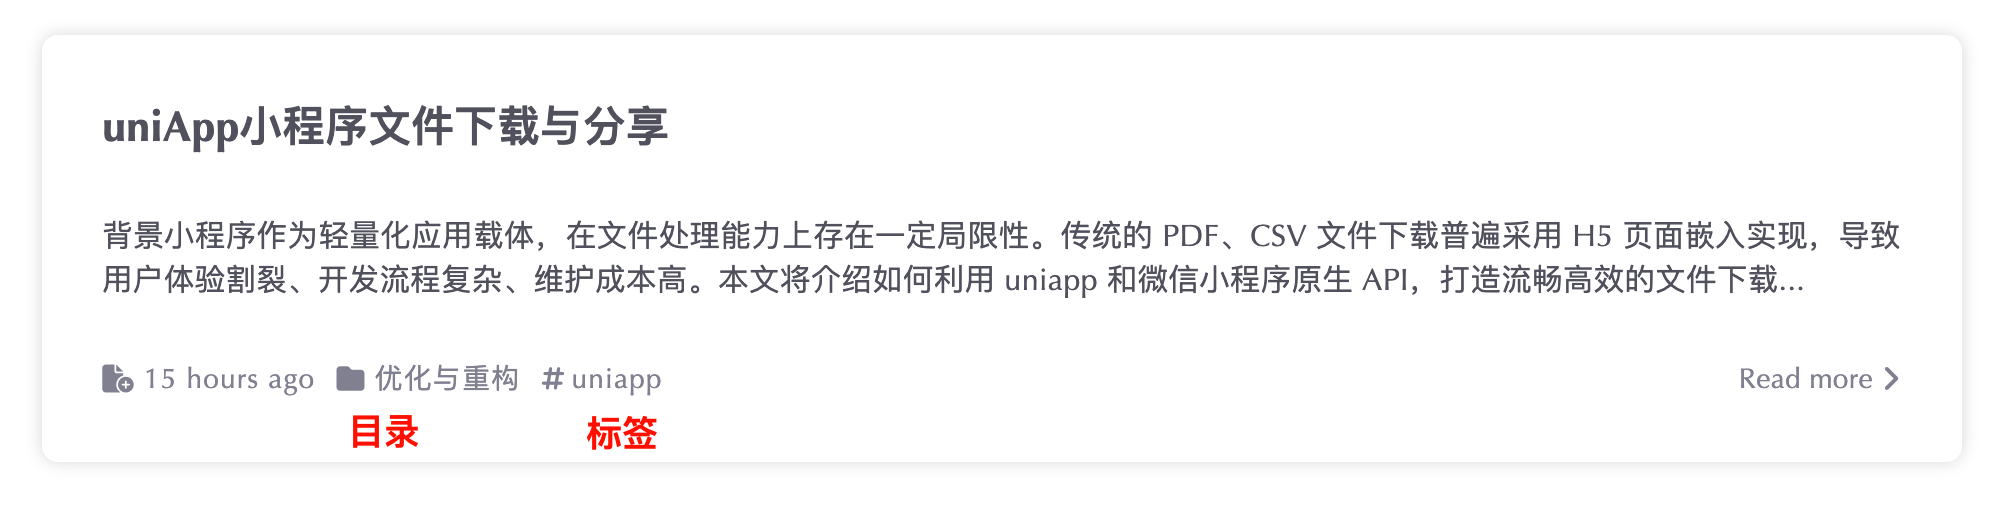 uniApp小程序文件下载与分享
背景小程序作为轻量化应用载体，在文件处理能力上存在一定局限性。传统的 PDF、CSV 文件下载普遍采用 H5 页面嵌入实现，导致
用户体验割裂、开发流程复杂、维护成本高。本文将介绍如何利用 uniapp 和微信小程序原生 API，打造流畅高效的文件下载...
15 hours ago 优化与重构 # uniapp Read more
目录 标签